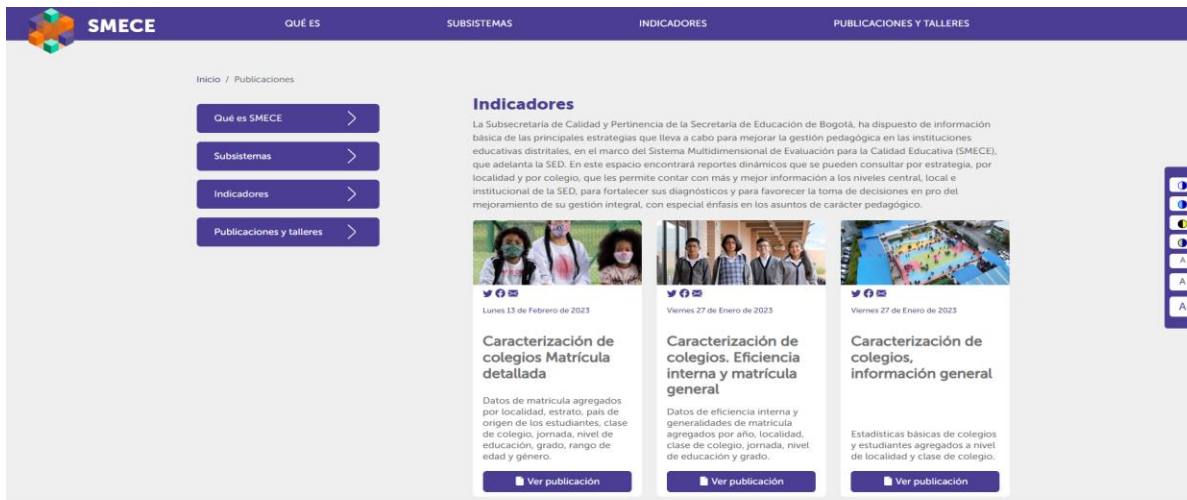 SMECE
QUÉ ES
SUBSISTEMAS
INDICADORES
PUBLICACIONES Y TALLERES
Inicio / Publicaciones
Qué es SMECE
Subsistemas
Indicadores
Publicaciones y talleres
Indicadores
La Subsecretaría de Calidad y Pertinencia de la Secretaría de Educación de Bogotá, ha dispuesto de información
básica de las principales estrategias que lleva a cabo para mejorar la gestión pedagógica en las instituciones
educativas distritales, en el marco del Sistema Multidimensional de Evaluación para la Calidad Educativa (SMECE),
que adelanta la SED. En este espacio encontrará reportes dinámicos que se pueden consultar por estrategia, por
localidad y por colegio, que les permite contar con más y mejor información a los niveles central, local e
institucional de la SED, para fortalecer sus diagnósticos y para favorecer la toma de decisiones en pro del
mejoramiento de su gestión integral, con especial énfasis en los asuntos de carácter pedagógico.
Lunes 13 de Febrero de 2023
Caracterización de
colegios Matrícula
detallada
Datos de matrícula agregados
por localidad, estrato, país de
origen de los estudiantes, clase
de colegio, jornada, nivel de
educación, grado, rango de
edad y género.
Ver publicación
Viernes 27 de Enero de 2023
Caracterización de
colegios. Eficiencia
interna y matrícula
general
Datos de eficiencia interna y
generalidades de matrícula
agregados por año, localidad,
clase de colegio, jornada, nivel
de educación y grado.
Ver publicación
Viernes 27 de Enero de 2023
Caracterización de
colegios,
información general
Estadísticas básicas de colegios
y estudiantes agregados a nivel
de localidad y clase de colegio.
Ver publicación
A
A
A